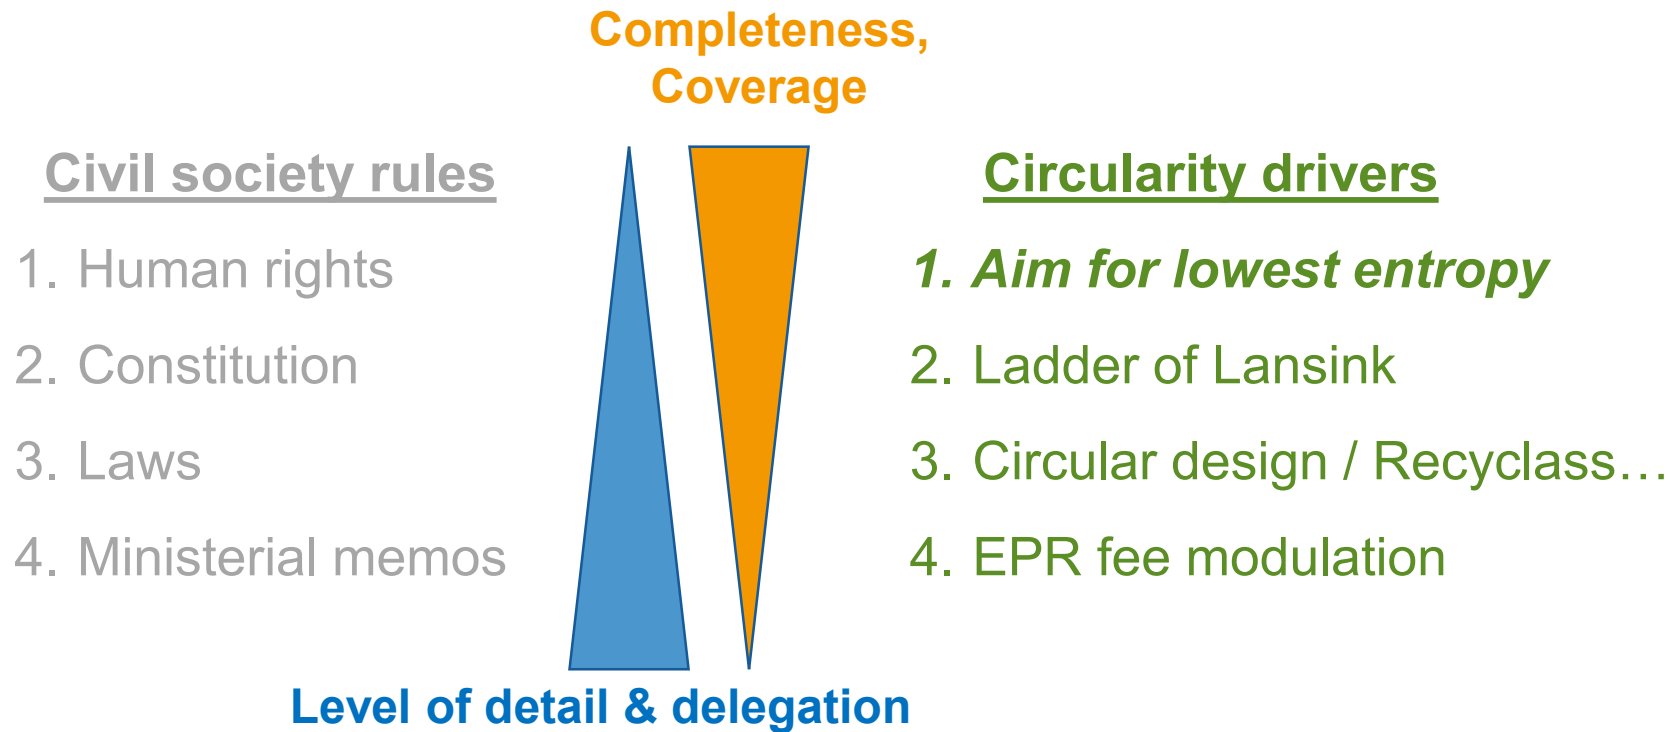 Completeness,
Coverage
Civil society rules
1. Human rights
2. Constitution
3. Laws
4. Ministerial memos
Circularity drivers
1. Aim for lowest entropy
2. Ladder of Lansink
3. Circular design / Recyclass…
4. EPR fee modulation
Level of detail & delegation